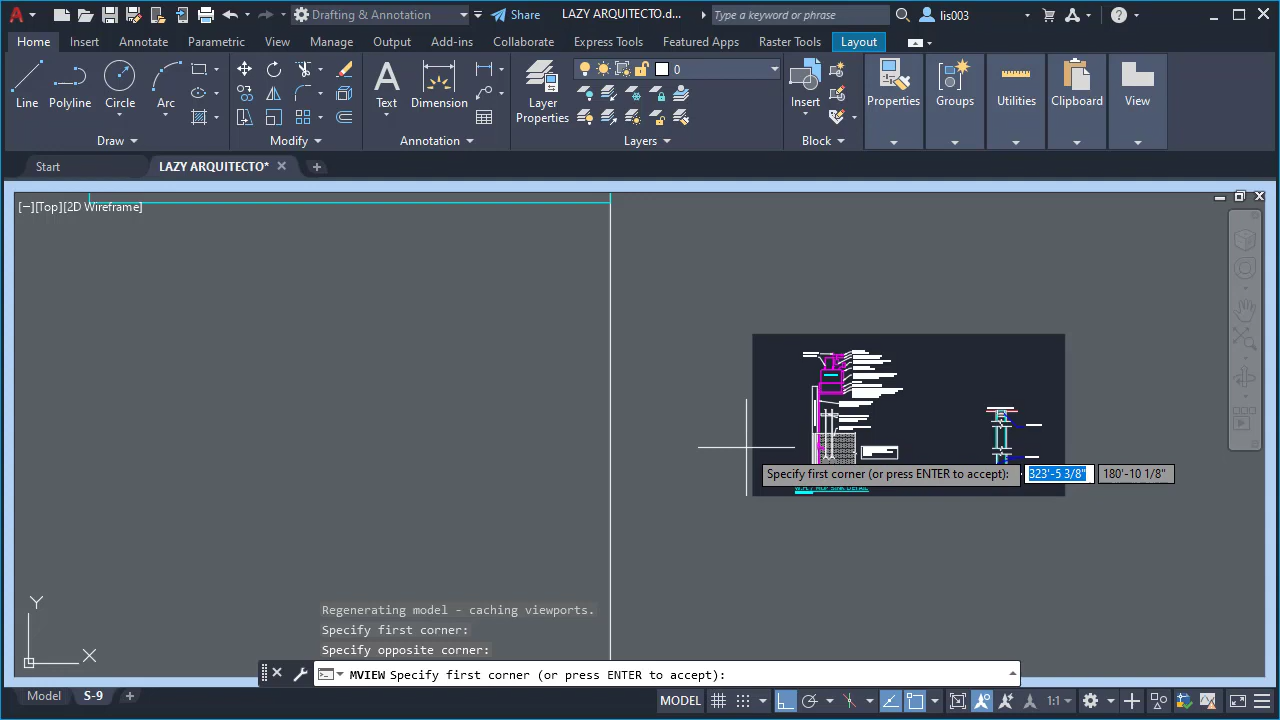 Drafting & Annotation
Share
LAZY ARQUITECTO.d...
Type a keyword or phrase
lis003
Home Insert Annotate Parametric View Manage Output Add-ins Collaborate Express Tools Featured Apps Raster Tools Layout
Line Polyline Circle Arc
Text Dimension
Layer Properties
0
Insert
Properties Groups Utilities Clipboard View
Draw Modify Annotation Layers Block
Start LAZY ARQUITECTO*
[−][Top][2D Wireframe]
Specify first corner (or press ENTER to accept): 323'-5 3/8" 180'-10 1/8"
Y
X
Regenerating model - caching viewports.
Specify first corner:
Specify opposite corner:
MVIEW Specify first corner (or press ENTER to accept):
Model S-9
MODEL 1:1